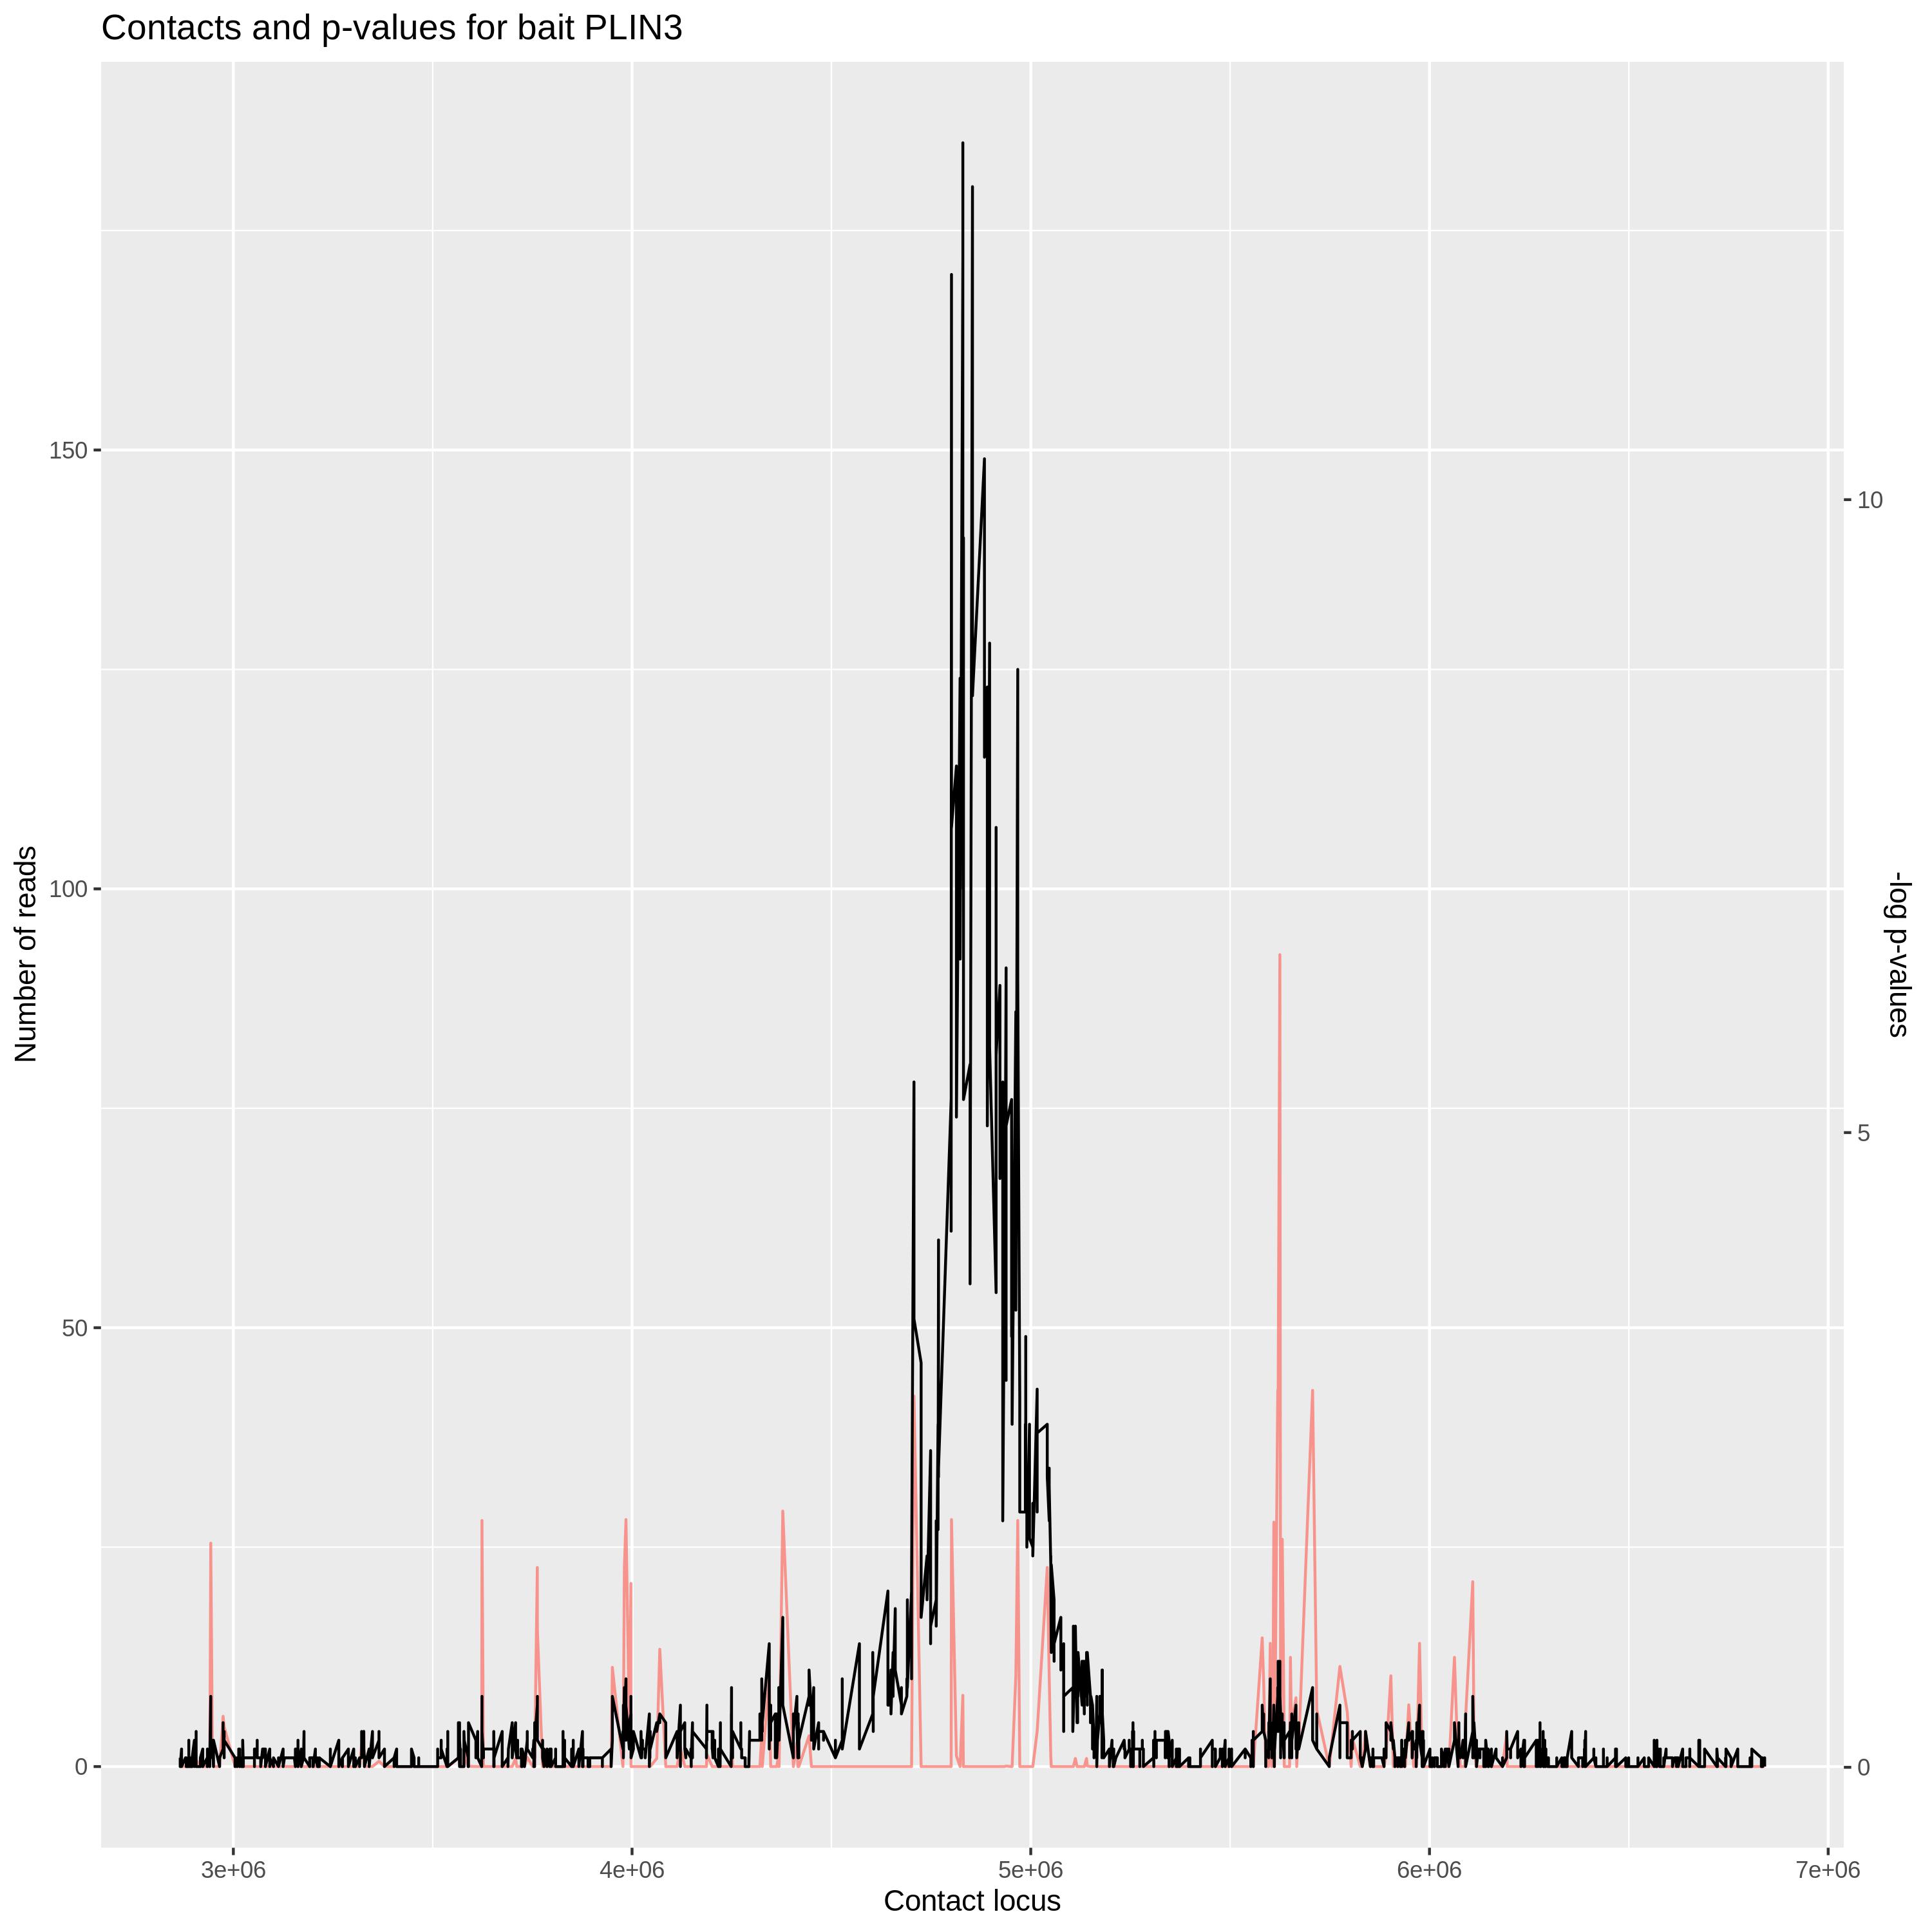 Contacts and p-values for bait PLIN3
Number of reads
150
100
50
0
10
5
0
-log p-values
3e+06
4e+06
5e+06
6e+06
7e+06
Contact locus